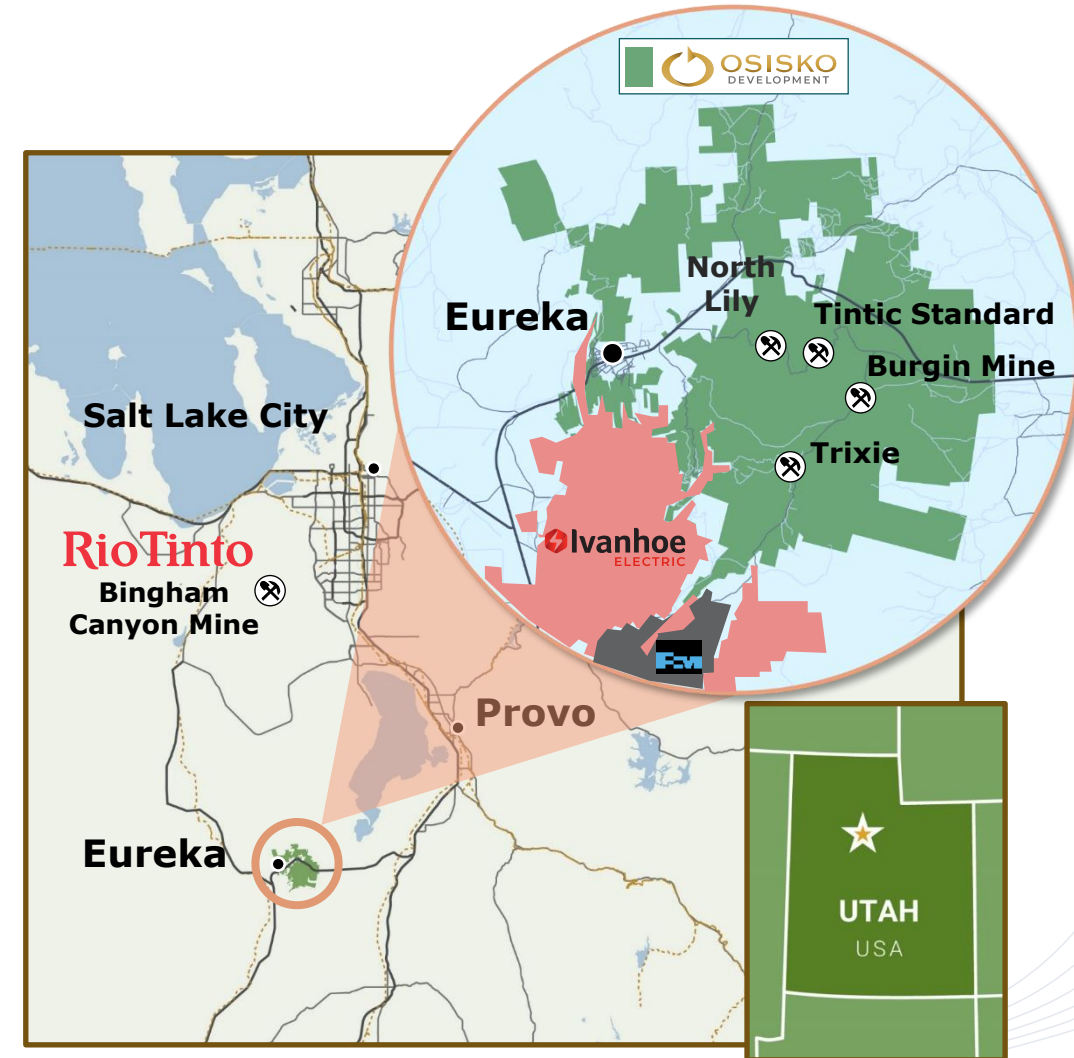 OSISKO
DEVELOPMENT
North
Lily
Eureka
Tintic Standard
Burgin Mine
Trixie
Ivanhoe
ELECTRIC
Salt Lake City
RioTinto
Bingham
Canyon Mine
Provo
Eureka
UTAH
USA